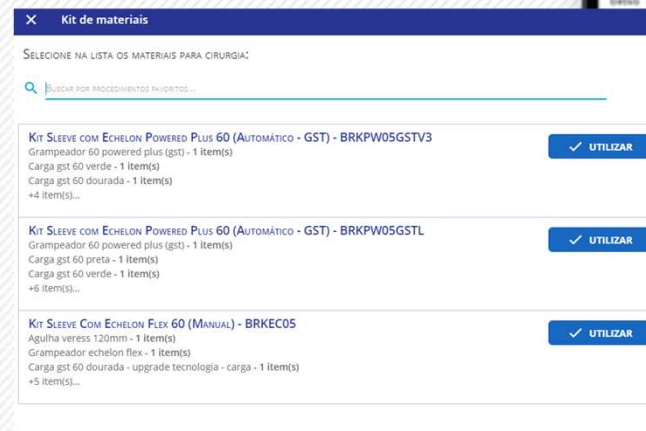 ✕ Kit de materiais
Selecione na lista os materiais para cirurgia:
Buscar por procedimentos favoritos...
Kit Sleeve com Echelon Powered Plus 60 (Automático - GST) - BRKPW05GSTV3
Grampeador 60 powered plus (gst) - 1 item(s)
Carga gst 60 verde - 1 item(s)
Carga gst 60 dourada - 1 item(s)
+4 item(s)...
✓ UTILIZAR
Kit Sleeve com Echelon Powered Plus 60 (Automático - GST) - BRKPW05GSTL
Grampeador 60 powered plus (gst) - 1 item(s)
Carga gst 60 preta - 1 item(s)
Carga gst 60 verde - 1 item(s)
+6 item(s)...
✓ UTILIZAR
Kit Sleeve Com Echelon Flex 60 (Manual) - BRKEC05
Agulha veress 120mm - 1 item(s)
Grampeador echelon flex - 1 item(s)
Carga gst 60 dourada - upgrade tecnologia - carga - 1 item(s)
+5 item(s)...
✓ UTILIZAR